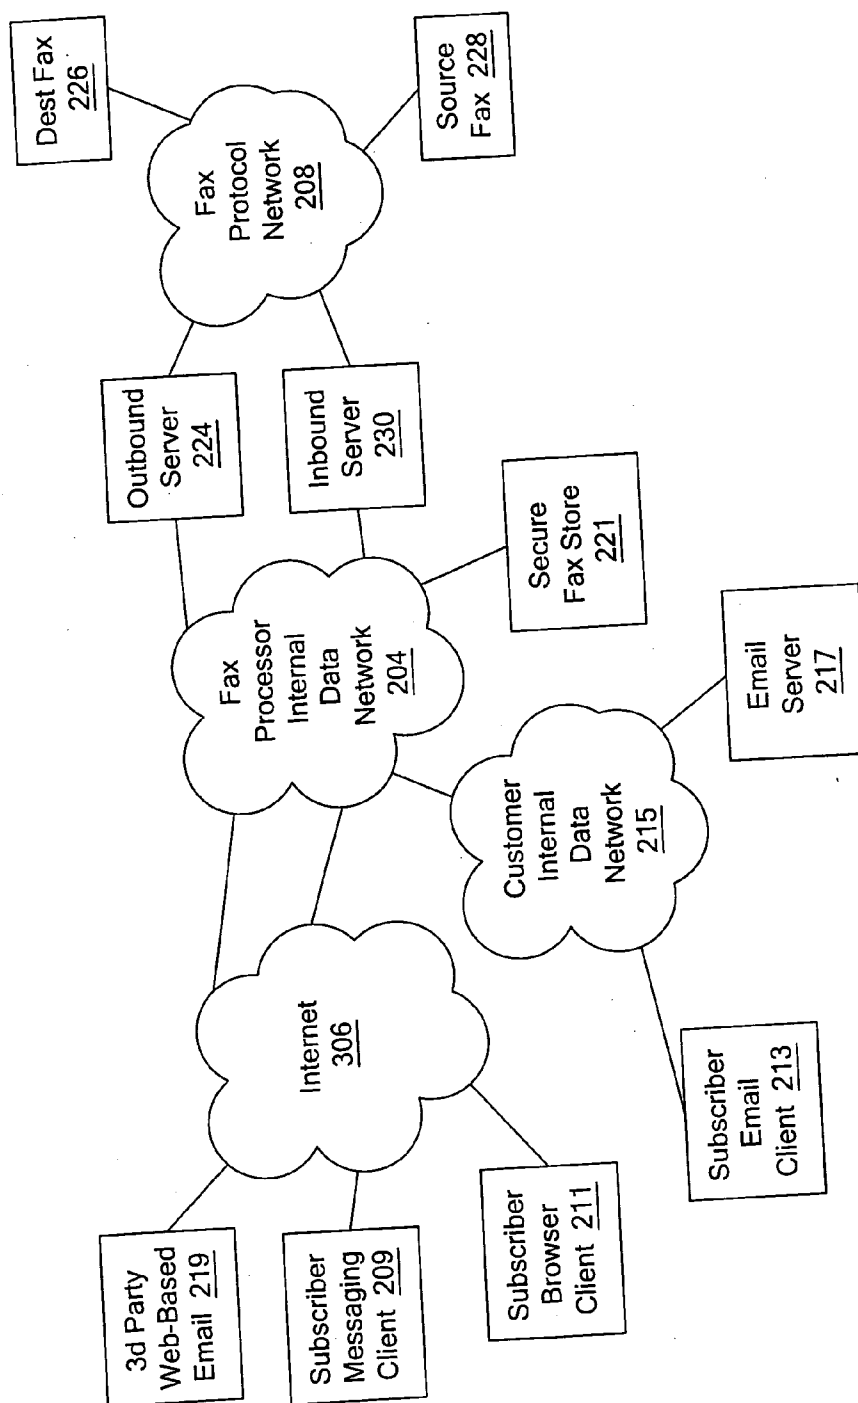 3d Party
Web-Based
Email 219
Subscriber
Messaging
Client 209
Subscriber
Browser
Client 211
Subscriber
Email
Client 213
Internet
306
Customer
Internal
Data
Network
215
Email
Server
217
Fax
Processor
Internal
Data
Network
204
Secure
Fax Store
221
Outbound
Server
224
Inbound
Server
230
Fax
Protocol
Network
208
Dest Fax
226
Source
Fax 228